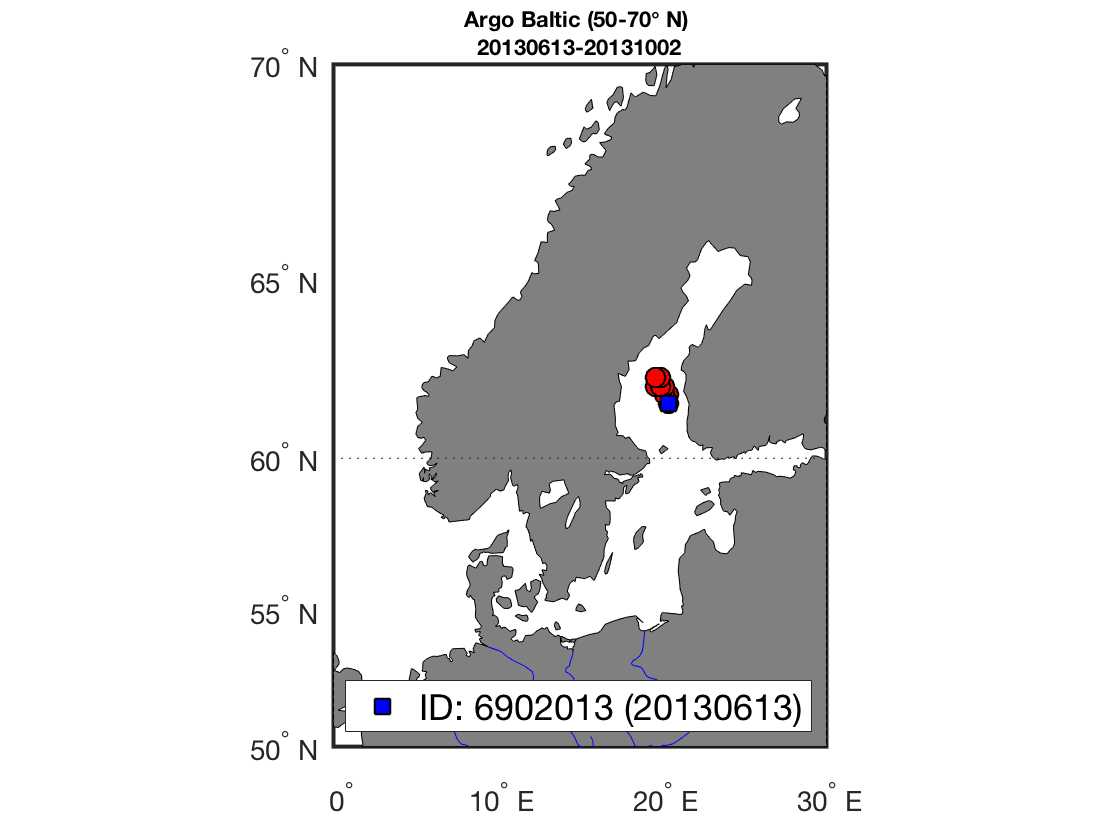 Argo Baltic (50-70° N)
20130613-20131002
70° N
65° N
60° N
55° N
50° N
ID: 6902013 (20130613)
0° 10° E 20° E 30° E